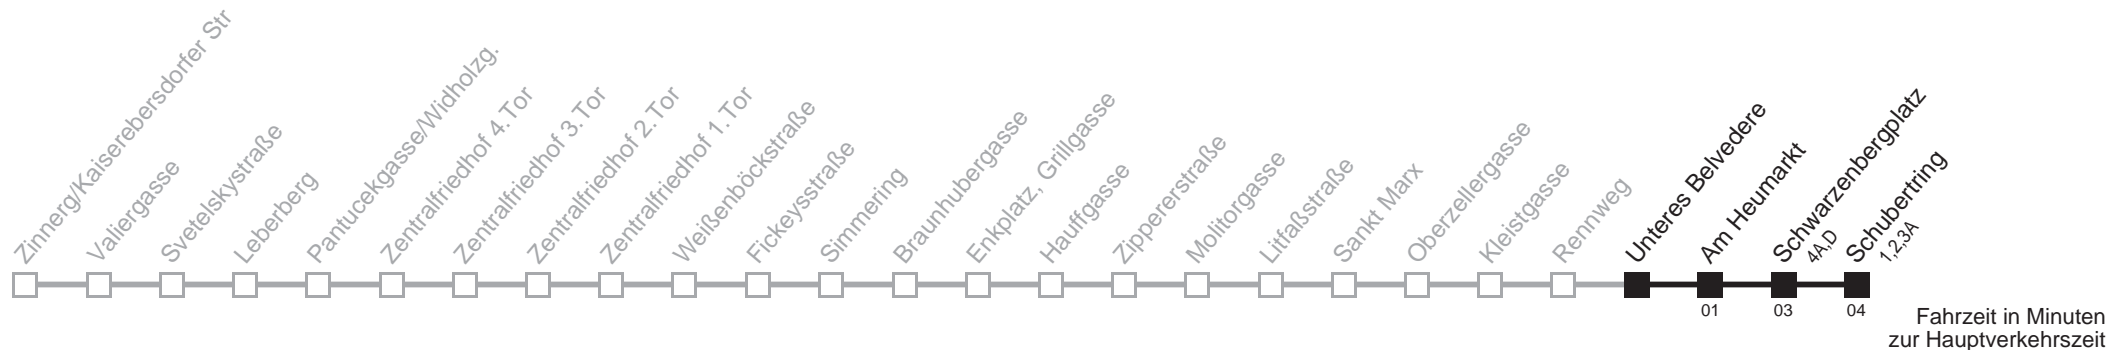 Zinnerg/Kaiserebersdorfer Str
Valiergasse
Svetelskystraße
Leberberg
Pantucekgasse/Widholzg.
Zentralfriedhof 4.Tor
Zentralfriedhof 3.Tor
Zentralfriedhof 2.Tor
Zentralfriedhof 1.Tor
Weißenböckstraße
Fickeysstraße
Simmering
Braunhubergasse
Enkplatz, Grillgasse
Hauffgasse
Zippererstraße
Molitorgasse
Litfaßstraße
Sankt Marx
Oberzellergasse
Kleistgasse
Rennweg
Unteres Belvedere
Am Heumarkt
Schwarzenbergplatz
4A,D
Schubertring
1,2,3A
01
03
04
Fahrzeit in Minuten
zur Hauptverkehrszeit